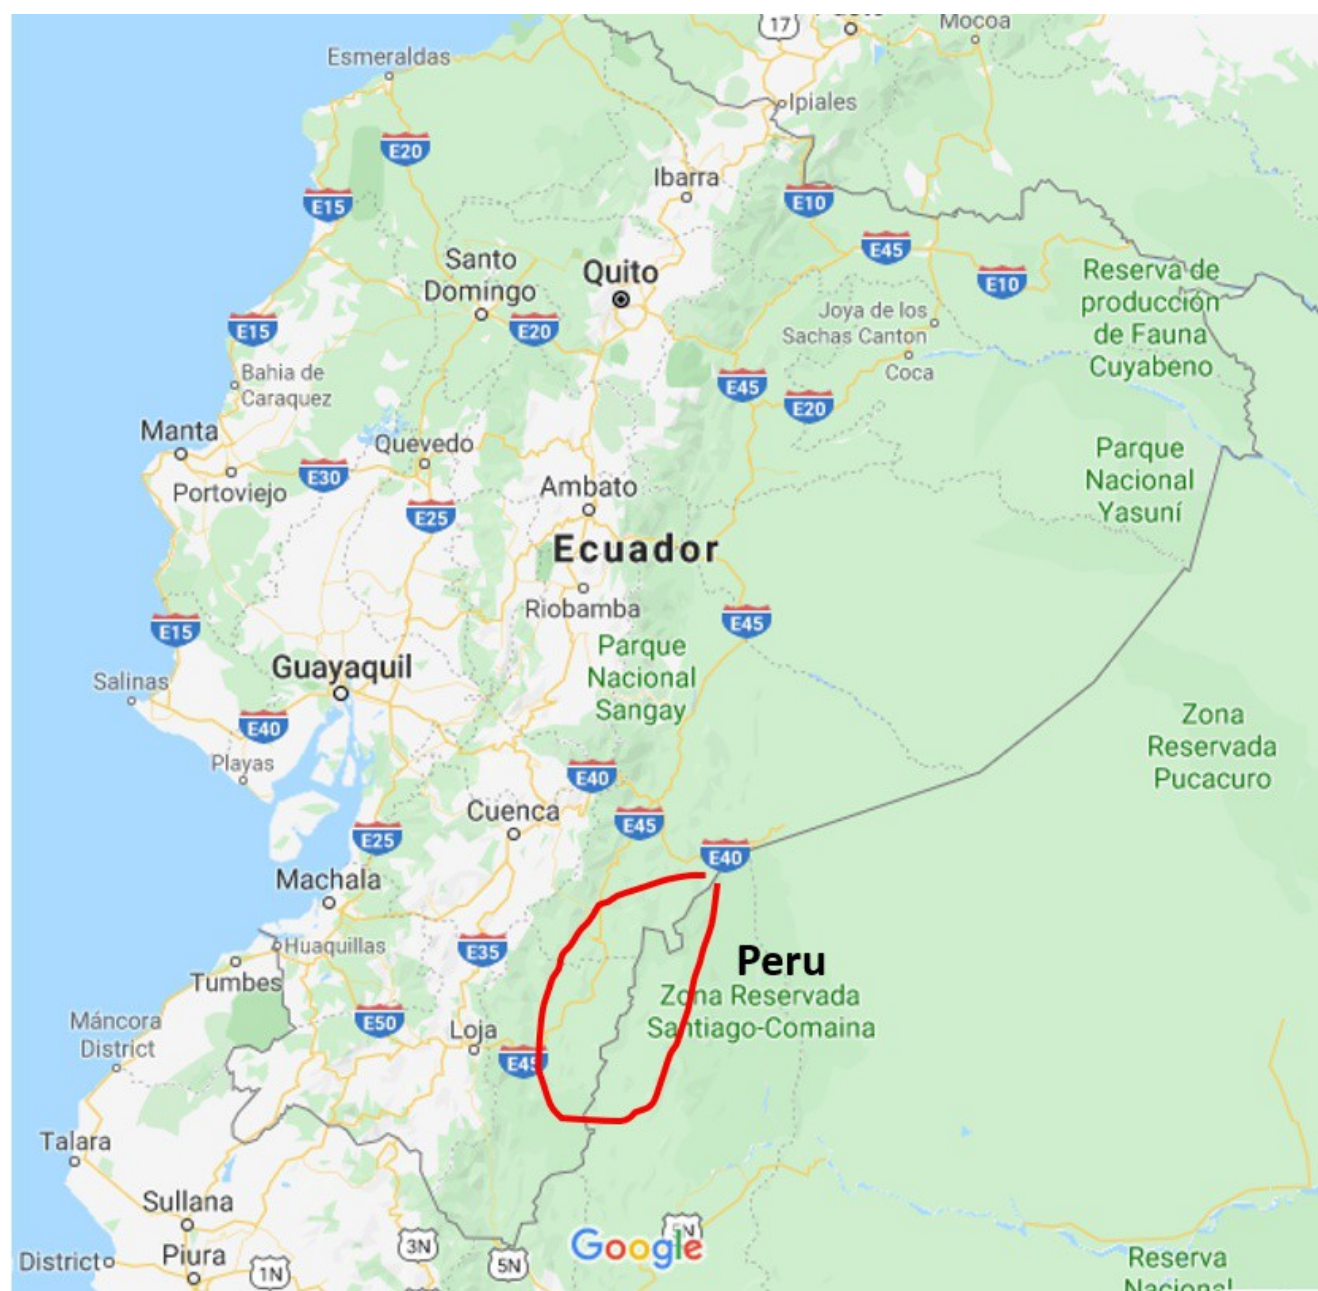 17
Mocoa
Esmeraldas
Ipiales
E20
Ibarra
E15
E10
E45
Santo
Domingo
Quito
E10
Reserva de
producción
de Fauna
Cuyabeno
E15
E20
Joya de los
Sachas Canton
Coca
Bahia de
Caraquez
E45
E20
Manta
Quevedo
Parque
Nacional
Yasuní
E30
Portoviejo
Ambato
E25
Ecuador
Riobamba
E15
E45
Parque
Nacional
Sangay
Guayaquil
Salinas
E40
Zona
Reservada
Pucacuro
Playas
E40
Cuenca
E45
E25
E40
Machala
Huaquillas
E35
Peru
Tumbes
Zona Reservada
Santiago-Comaina
Máncora
District
E50
Loja
E45
Talara
Sullana
3N
Google
5N
5N
District
Piura
1N
Reserva
Nacional